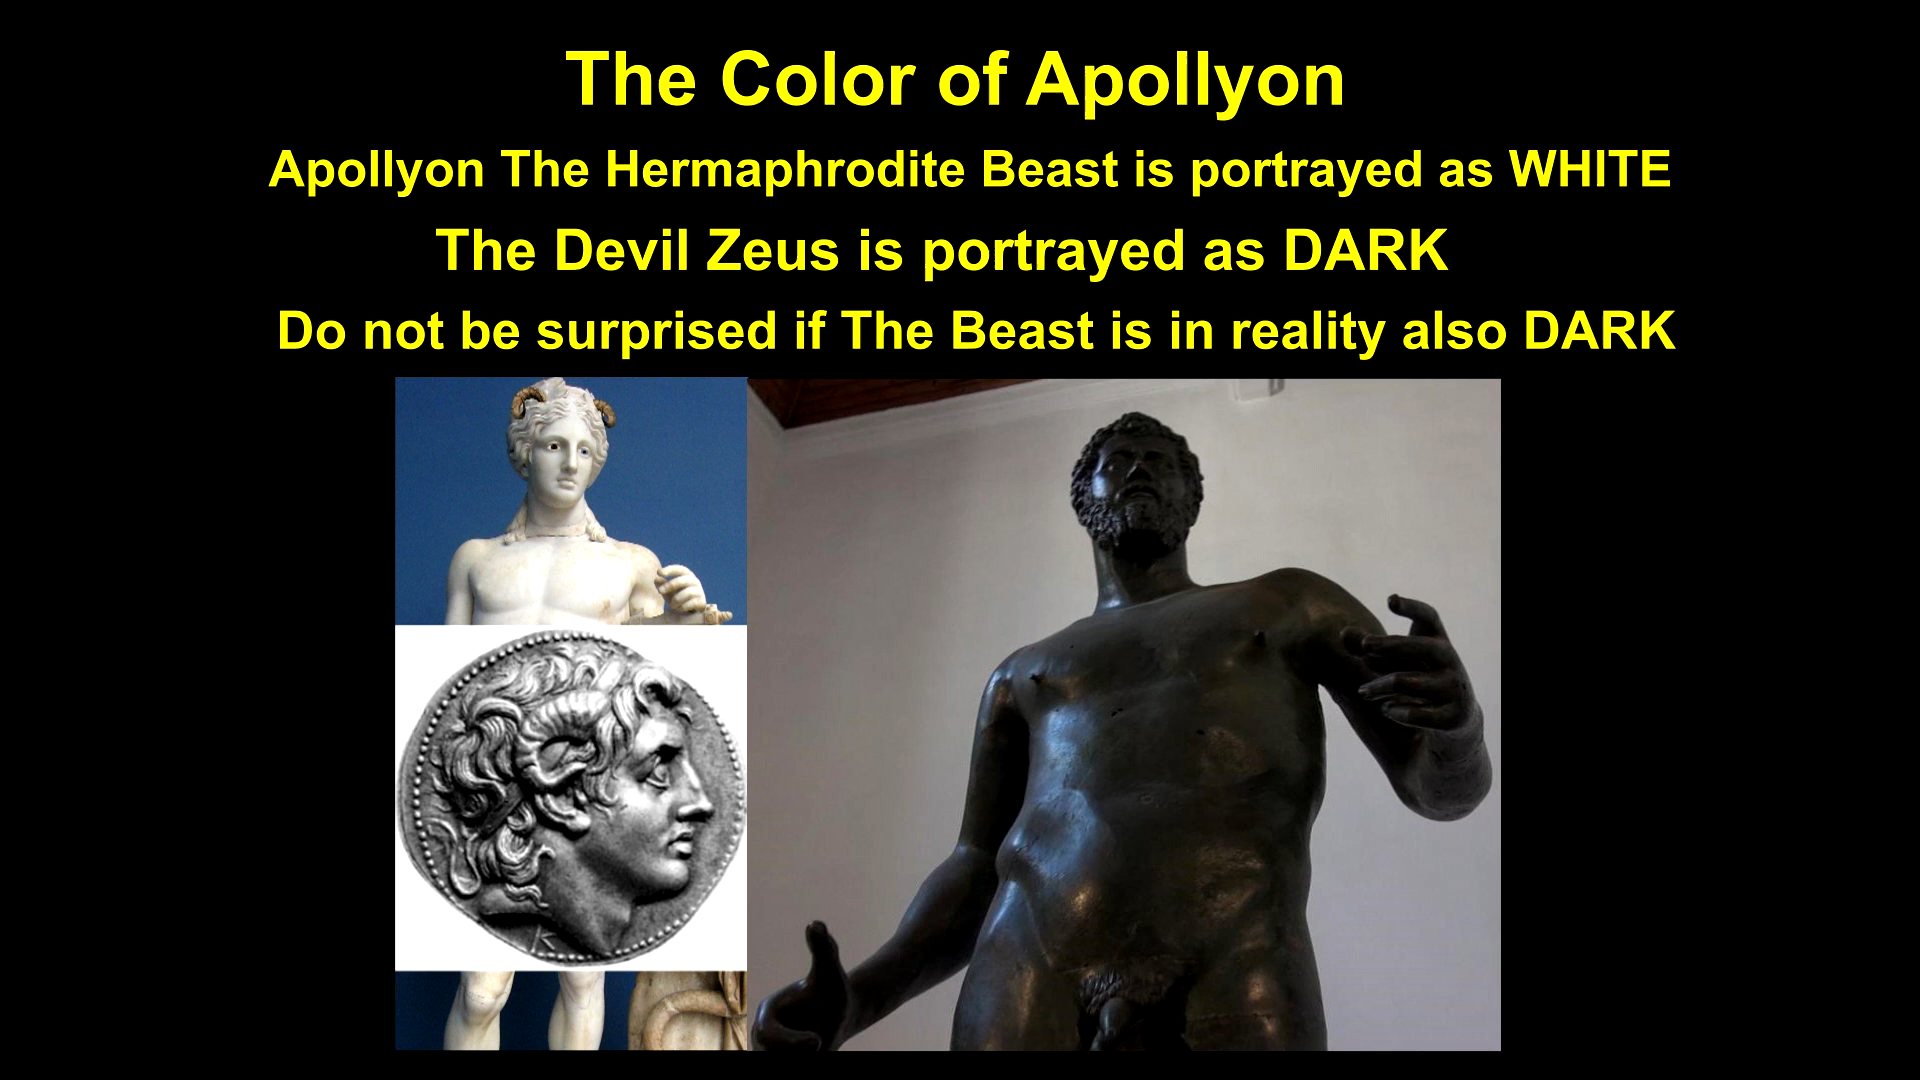 The Color of Apollyon
Apollyon The Hermaphrodite Beast is portrayed as WHITE
The Devil Zeus is portrayed as DARK
Do not be surprised if The Beast is in reality also DARK
K